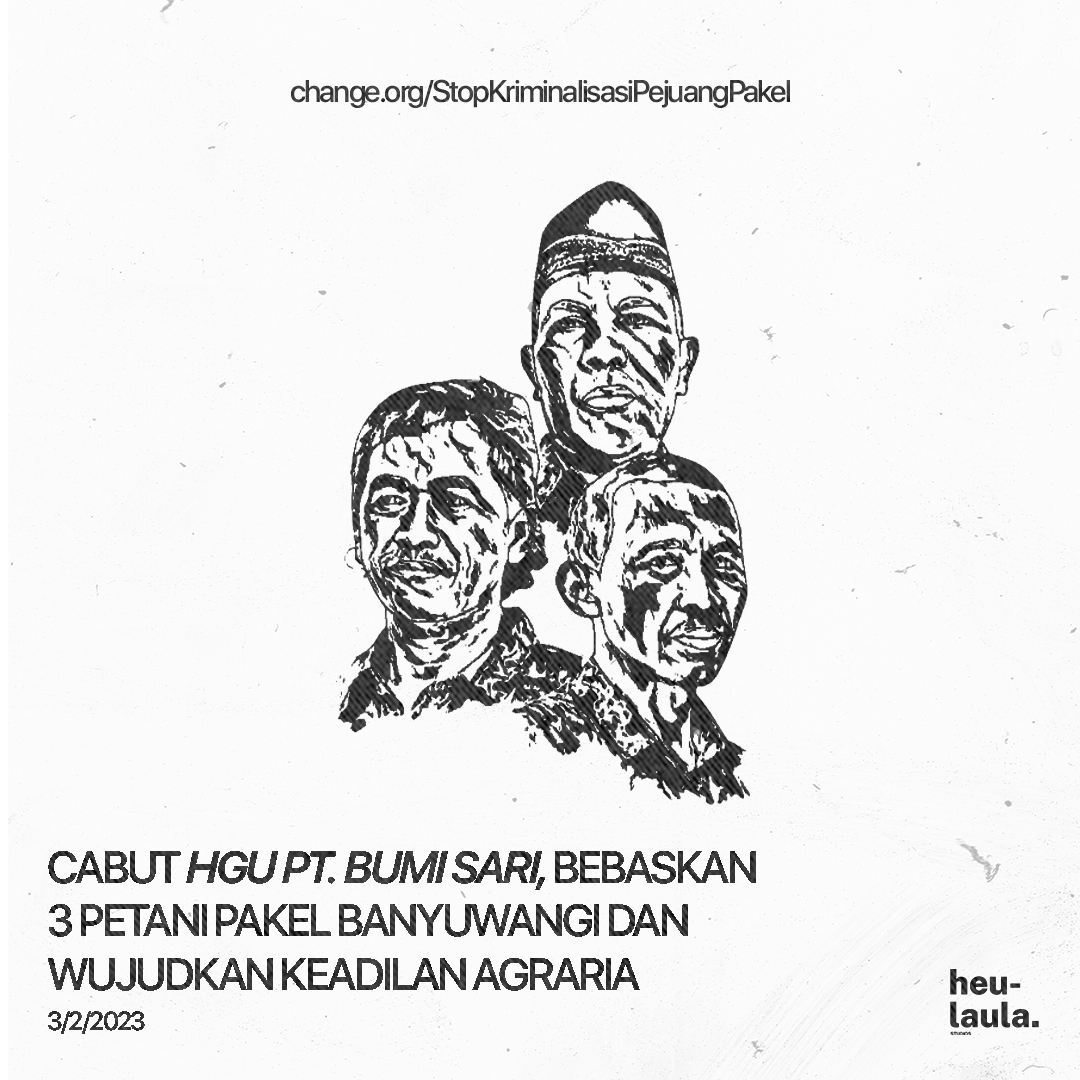 change.org/StopKriminalisasiPejuangPakel
CABUT HGU PT. BUMI SARI, BEBASKAN
3 PETANI PAKEL BANYUWANGI DAN
WUJUDKAN KEADILAN AGRARIA
3/2/2023
heu-
laula.
STUDIOS